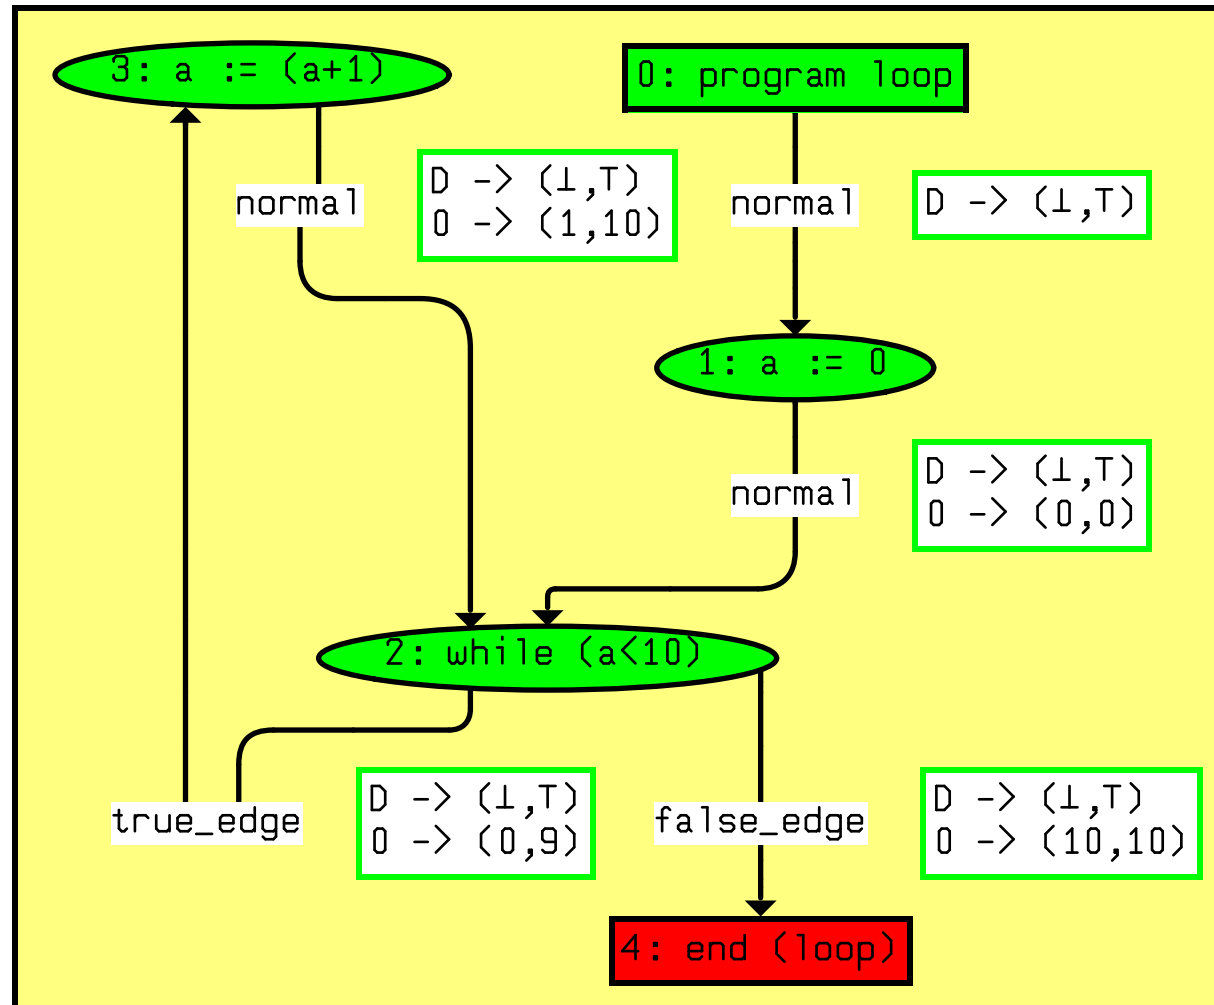 3: a := (a+1)
0: program loop
D -> (⊥,T)
0 -> (1,10)
normal
normal
D -> (⊥,T)
1: a := 0
normal
D -> (⊥,T)
0 -> (0,0)
2: while (a<10)
true_edge
D -> (⊥,T)
0 -> (0,9)
false_edge
D -> (⊥,T)
0 -> (10,10)
4: end (loop)